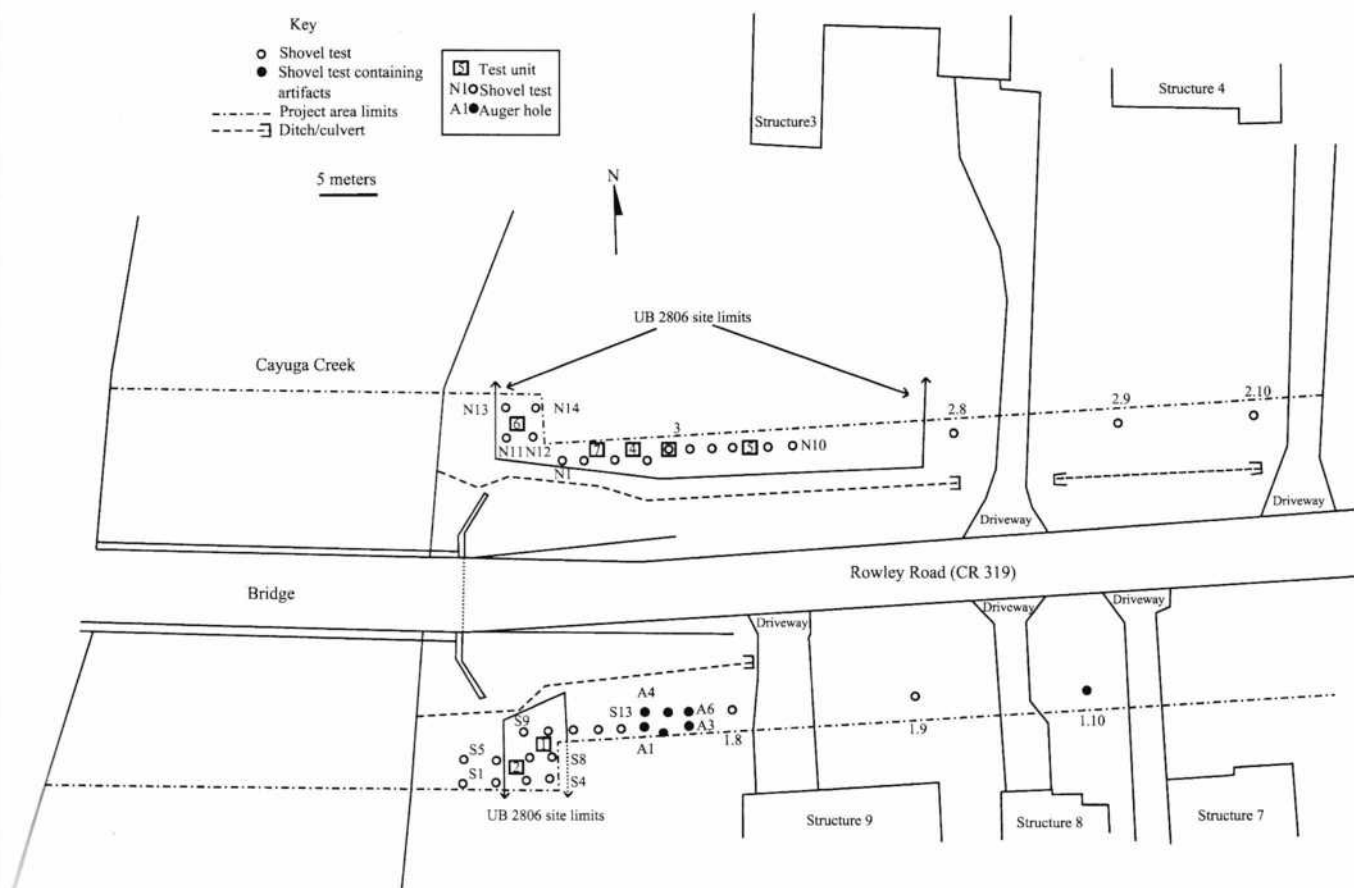 Key
Shovel test
Shovel test containing
artifacts
Project area limits
Ditch/culvert
5 Test unit
N1 Shovel test
A1 Auger hole
5 meters
N
Structure3
Structure 4
UB 2806 site limits
Cayuga Creek
N13
N14
6
N11 N12
N1
7
4
3
5
N10
2.8
2.9
2.10
Driveway
Driveway
Rowley Road (CR 319)
Bridge
Driveway
Driveway
Driveway
A4
S13
A6
A3
A1
S9
1
S5
2
S8
S1
S4
1.8
1.9
1.10
UB 2806 site limits
Structure 9
Structure 8
Structure 7